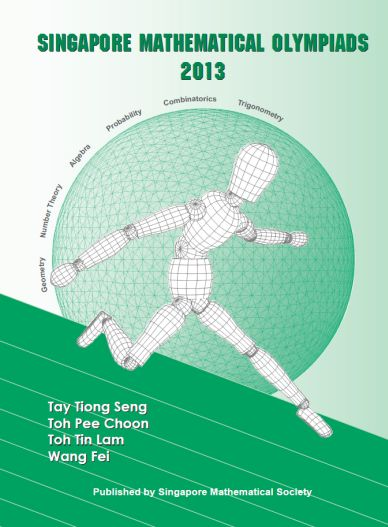 SINGAPORE MATHEMATICAL OLYMPIADS
2013
Geometry
Number Theory
Algebra
Probability
Combinatorics
Trigonometry
Tay Tiong Seng
Toh Pee Choon
Toh Tin Lam
Wang Fei
Published by Singapore Mathematical Society